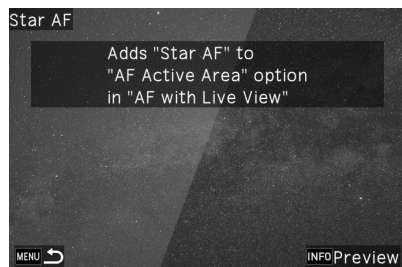 Star AF
Adds "Star AF" to
"AF Active Area" option
in "AF with Live View"
MENU
INFO Preview